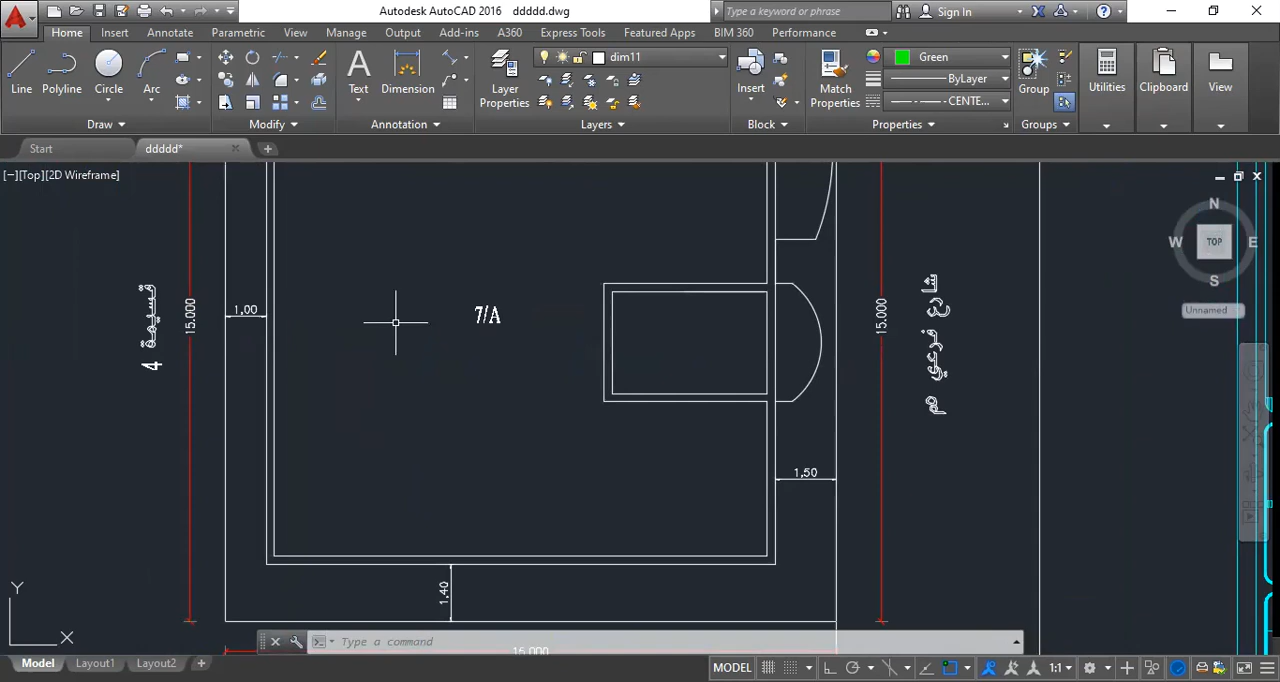 Autodesk AutoCAD 2016 ddddd.dwg
Type a keyword or phrase
Sign In
Home Insert Annotate Parametric View Manage Output Add-ins A360 Express Tools Featured Apps BIM 360 Performance
Line
Polyline
Circle
Arc
Text
Dimension
Layer
Properties
dim11
Insert
Match
Properties
Green
ByLayer
CENTE...
Group
Utilities
Clipboard
View
Draw
Modify
Annotation
Layers
Block
Properties
Groups
Start
ddddd*
[−][Top][2D Wireframe]
N
W
TOP
E
S
Unnamed
قسيمة 4
15.000
1,00
7/A
15.000
1,50
1,40
15.000
Y
X
Type a command
Model
Layout1
Layout2
MODEL
1:1